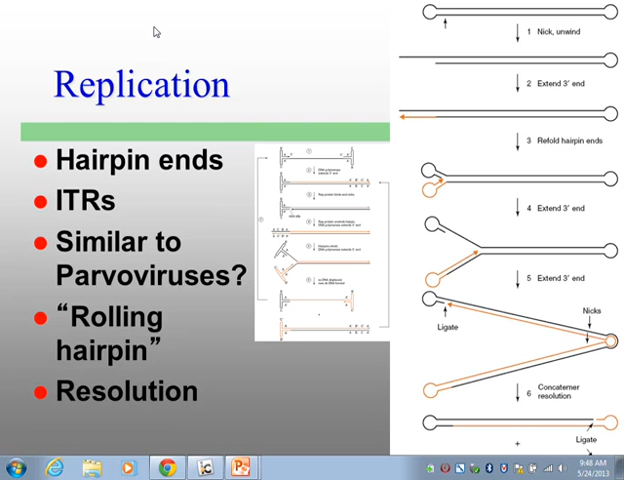 Replication
Hairpin ends
ITRs
Similar to
Parvoviruses?
“Rolling
hairpin”
Resolution
1 Nick, unwind
2 Extend 3' end
3 Refold hairpin ends
4 Extend 3' end
5 Extend 3' end
Nicks
Ligate
6 Concatemer
resolution
Ligate
+
9:48 AM
5/24/2013